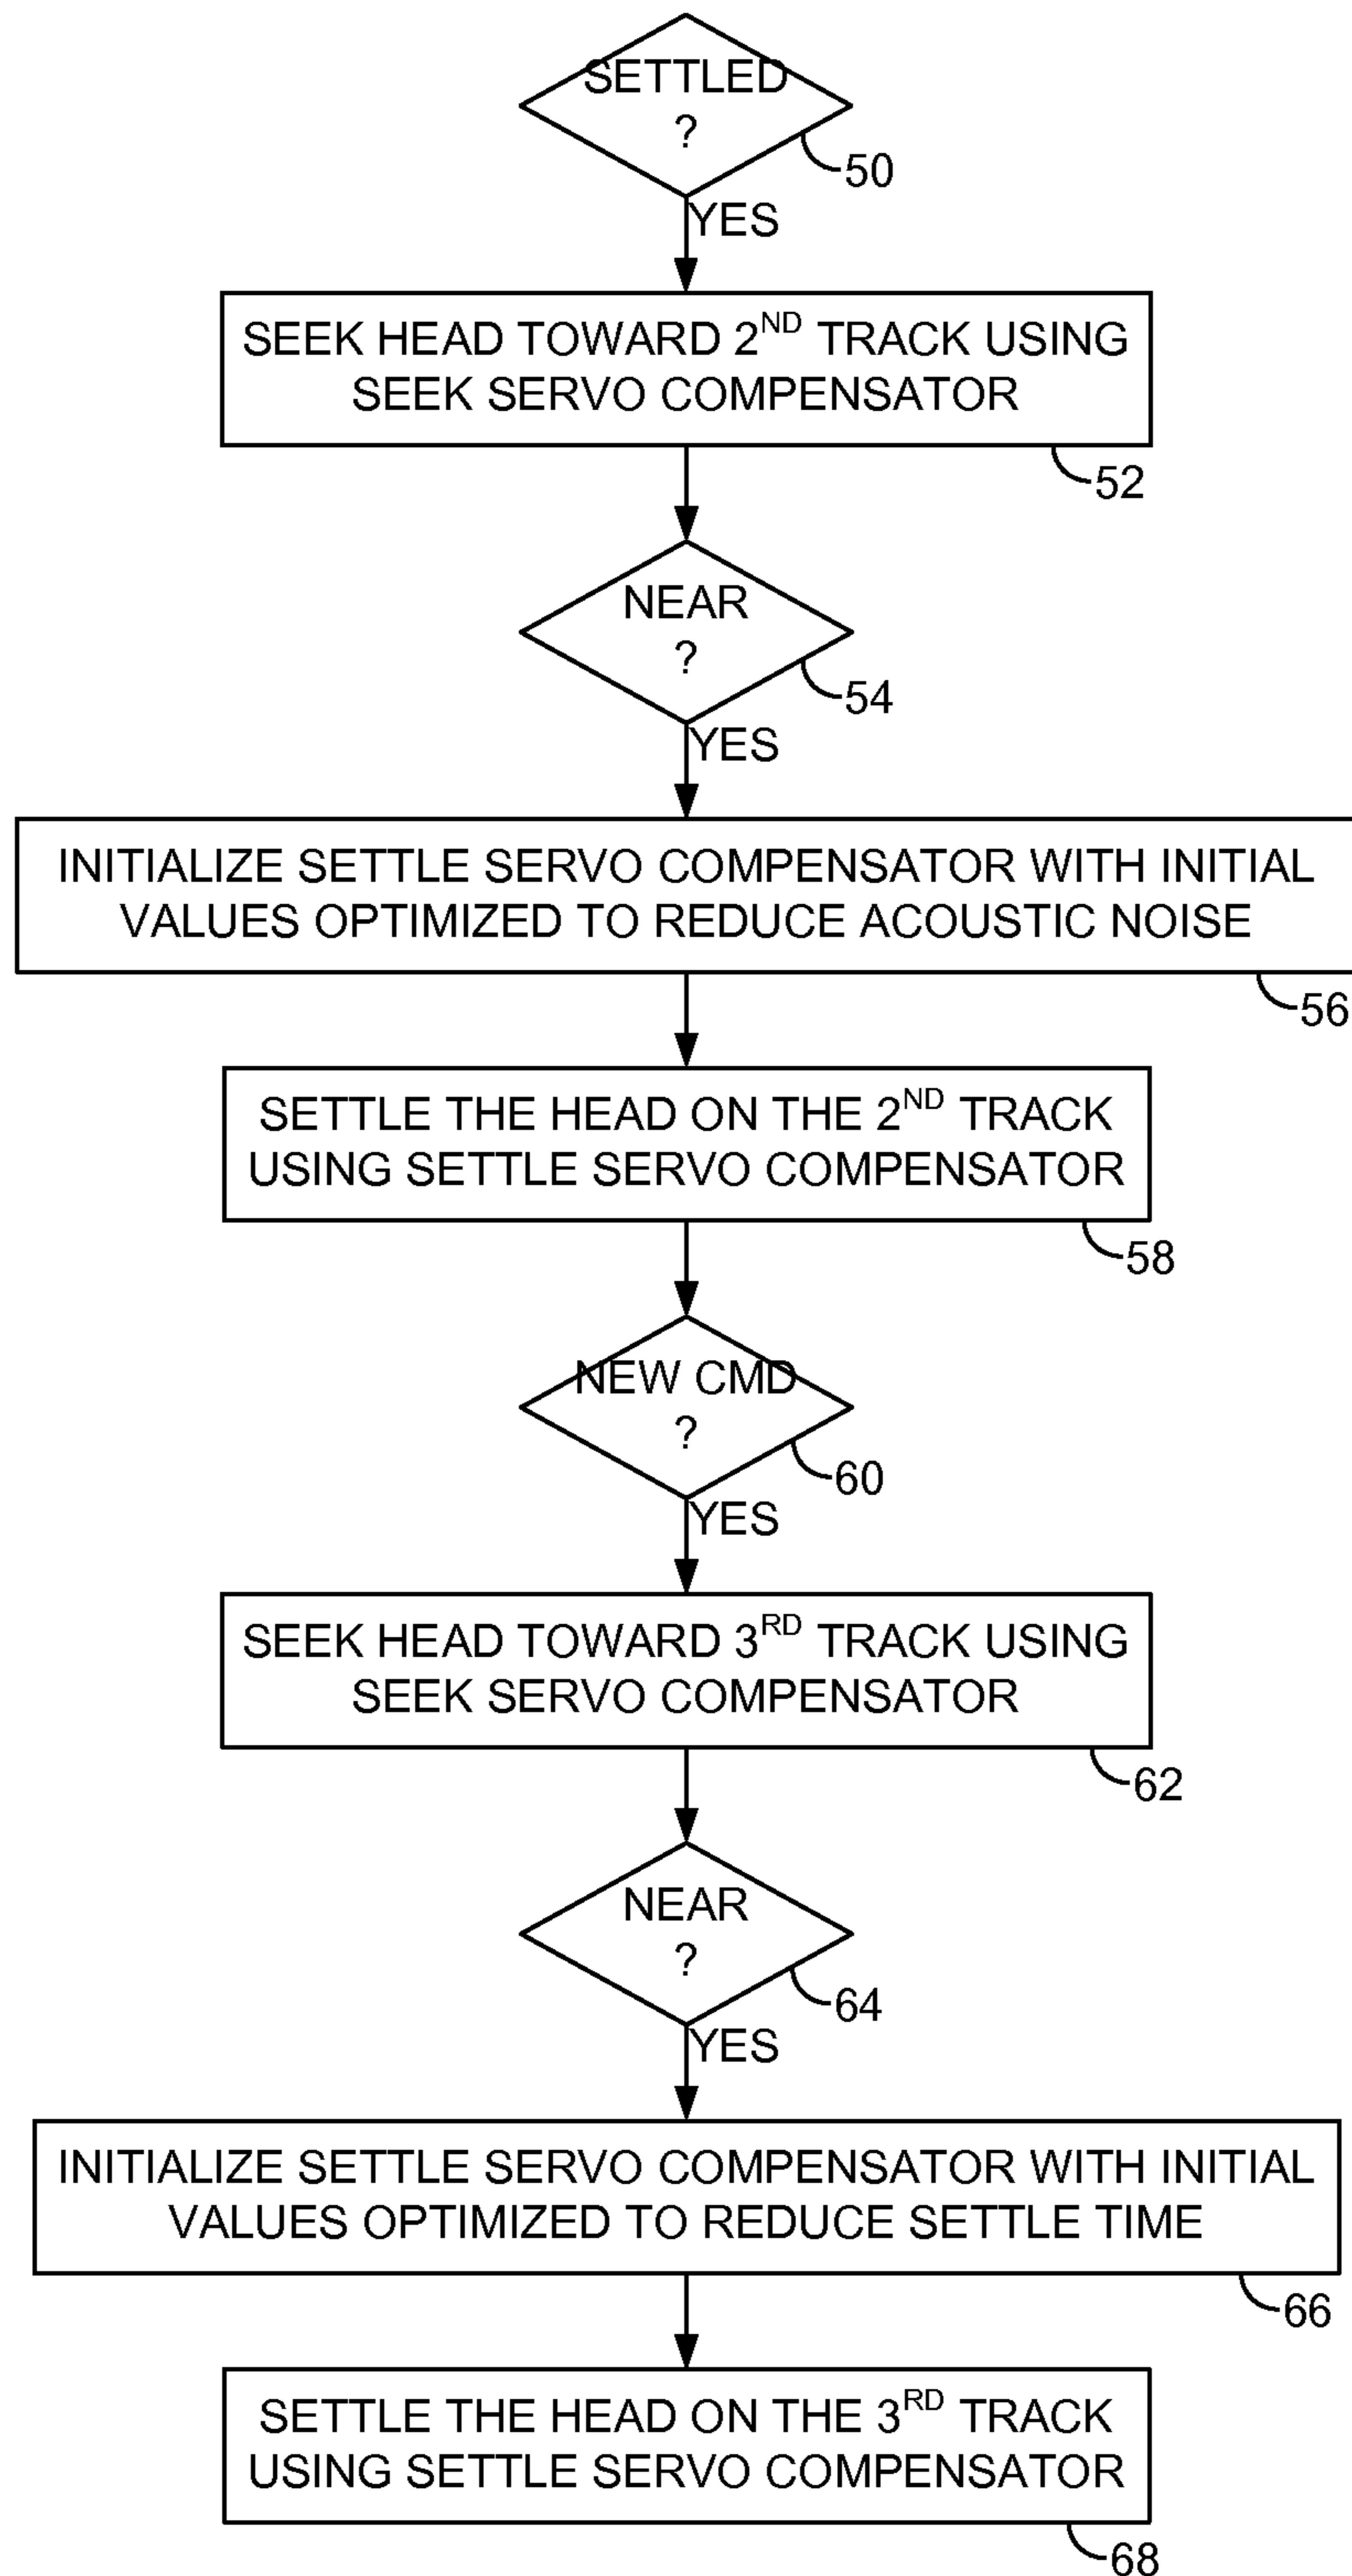 SETTLED
?
50
YES
SEEK HEAD TOWARD 2ND TRACK USING
SEEK SERVO COMPENSATOR
52
NEAR
?
54
YES
INITIALIZE SETTLE SERVO COMPENSATOR WITH INITIAL
VALUES OPTIMIZED TO REDUCE ACOUSTIC NOISE
56
SETTLE THE HEAD ON THE 2ND TRACK
USING SETTLE SERVO COMPENSATOR
58
NEW CMD
?
60
YES
SEEK HEAD TOWARD 3RD TRACK USING
SEEK SERVO COMPENSATOR
62
NEAR
?
64
YES
INITIALIZE SETTLE SERVO COMPENSATOR WITH INITIAL
VALUES OPTIMIZED TO REDUCE SETTLE TIME
66
SETTLE THE HEAD ON THE 3RD TRACK
USING SETTLE SERVO COMPENSATOR
68